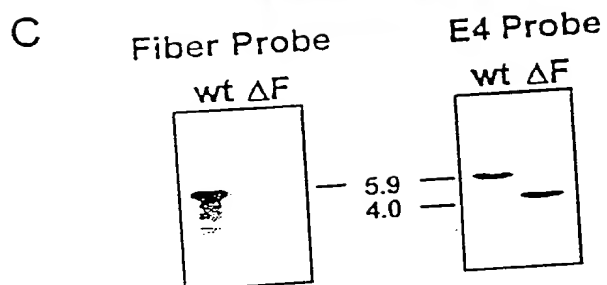 C
Fiber Probe
wt ΔF
E4 Probe
wt ΔF
5.9
4.0